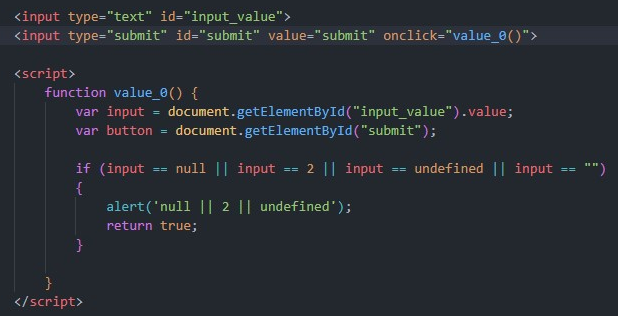 <input type="text" id="input_value">
<input type="submit" id="submit" value="submit" onclick="value_0()">
<script>
function value_0() {
var input = document.getElementById("input_value").value;
var button = document.getElementById("submit");
if (input == null || input == 2 || input == undefined || input == "")
{
alert('null || 2 || undefined');
return true;
}
}
</script>